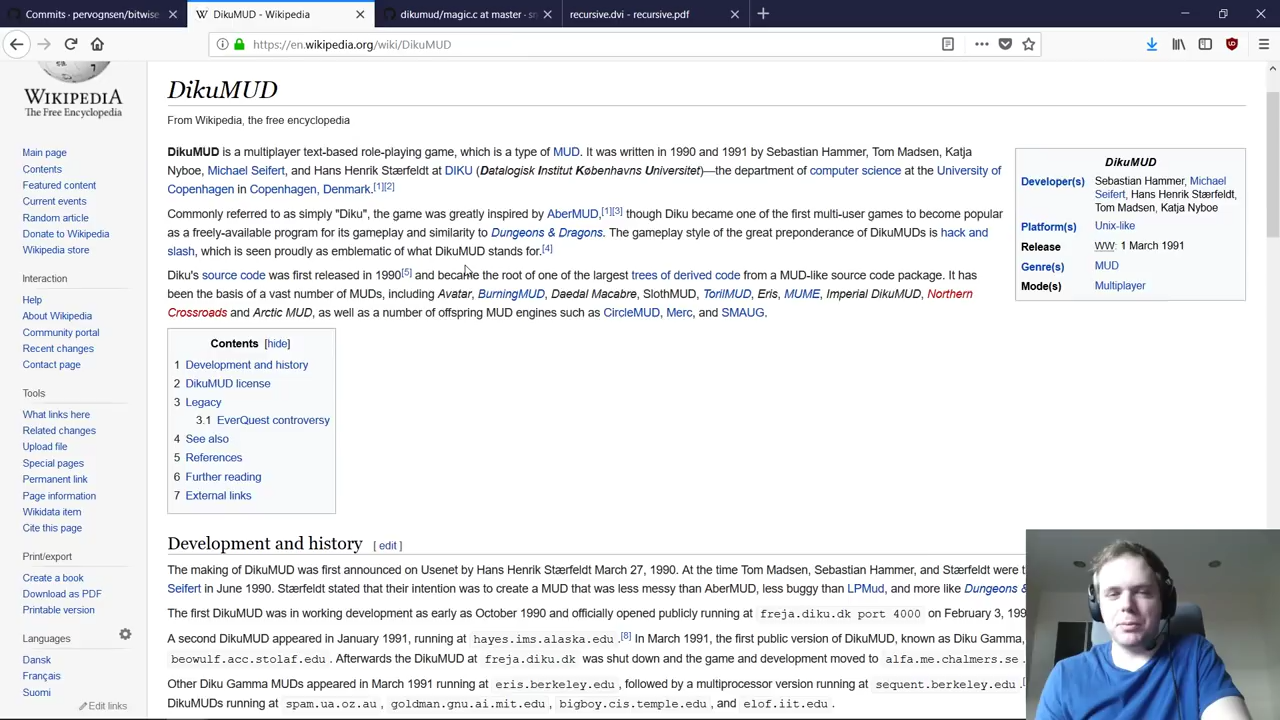 Commits · pervognsen/bitwise
DikuMUD - Wikipedia
dikumud/magic.c at master · sn
recursive.dvi - recursive.pdf
https://en.wikipedia.org/wiki/DikuMUD
WIKIPEDIA
The Free Encyclopedia
Main page
Contents
Featured content
Current events
Random article
Donate to Wikipedia
Wikipedia store
Interaction
Help
About Wikipedia
Community portal
Recent changes
Contact page
Tools
What links here
Related changes
Upload file
Special pages
Permanent link
Page information
Wikidata item
Cite this page
Print/export
Create a book
Download as PDF
Printable version
Languages
Dansk
Français
Suomi
Edit links
DikuMUD
From Wikipedia, the free encyclopedia
DikuMUD is a multiplayer text-based role-playing game, which is a type of MUD. It was written in 1990 and 1991 by Sebastian Hammer, Tom Madsen, Katja
Nyboe, Michael Seifert, and Hans Henrik Stærfeldt at DIKU (Datalogisk Institut Københavns Universitet)—the department of computer science at the University of
Copenhagen in Copenhagen, Denmark.[1][2]
Commonly referred to as simply "Diku", the game was greatly inspired by AberMUD,[1][3] though Diku became one of the first multi-user games to become popular
as a freely-available program for its gameplay and similarity to Dungeons & Dragons. The gameplay style of the great preponderance of DikuMUDs is hack and
slash, which is seen proudly as emblematic of what DikuMUD stands for.[4]
Diku's source code was first released in 1990[5] and became the root of one of the largest trees of derived code from a MUD-like source code package. It has
been the basis of a vast number of MUDs, including Avatar, BurningMUD, Daedal Macabre, SlothMUD, TorilMUD, Eris, MUME, Imperial DikuMUD, Northern
Crossroads and Arctic MUD, as well as a number of offspring MUD engines such as CircleMUD, Merc, and SMAUG.
DikuMUD
Developer(s) Sebastian Hammer, Michael
Seifert, Hans Henrik Stærfeldt,
Tom Madsen, Katja Nyboe
Platform(s) Unix-like
Release WW: 1 March 1991
Genre(s) MUD
Mode(s) Multiplayer
Contents [hide]
1 Development and history
2 DikuMUD license
3 Legacy
3.1 EverQuest controversy
4 See also
5 References
6 Further reading
7 External links
Development and history [ edit ]
The making of DikuMUD was first announced on Usenet by Hans Henrik Stærfeldt March 27, 1990. At the time Tom Madsen, Sebastian Hammer, and Stærfeldt were
Seifert in June 1990. Stærfeldt stated that their intention was to create a MUD that was less messy than AberMUD, less buggy than LPMud, and more like Dungeons &
The first DikuMUD was in working development as early as October 1990 and officially opened publicly running at freja.diku.dk port 4000 on February 3, 199
A second DikuMUD appeared in January 1991, running at hayes.ims.alaska.edu .[8] In March 1991, the first public version of DikuMUD, known as Diku Gamma,
beowulf.acc.stolaf.edu . Afterwards the DikuMUD at freja.diku.dk was shut down and the game and development moved to alfa.me.chalmers.se
Other Diku Gamma MUDs appeared in March 1991 running at eris.berkeley.edu , followed by a multiprocessor version running at sequent.berkeley.edu .
DikuMUDs running at spam.ua.oz.au , goldman.gnu.ai.mit.edu , bigboy.cis.temple.edu , and elof.iit.edu .